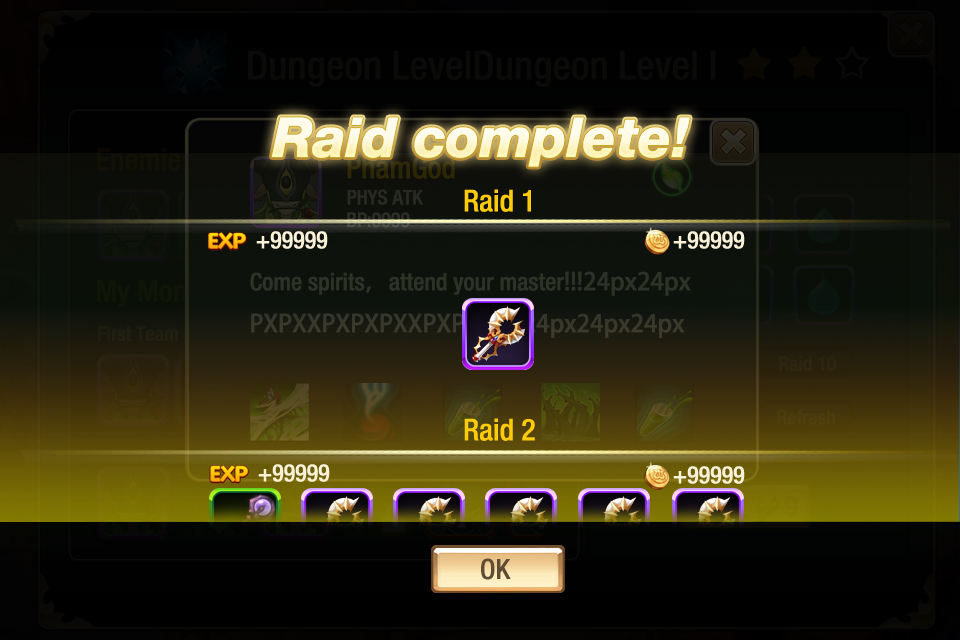 Dungeon LevelDungeon Level I
Raid complete!
Enemie
PhamGod
PHYS ATK
BP:9999
Raid 1
EXP +99999 +99999
Come spirits, attend your master!!!24px24px
PXPXXPXPXPXXPXP 4px24px24px
My Mon
First Team
Raid 10
Refrash
Raid 2
EXP +99999 +99999
OK